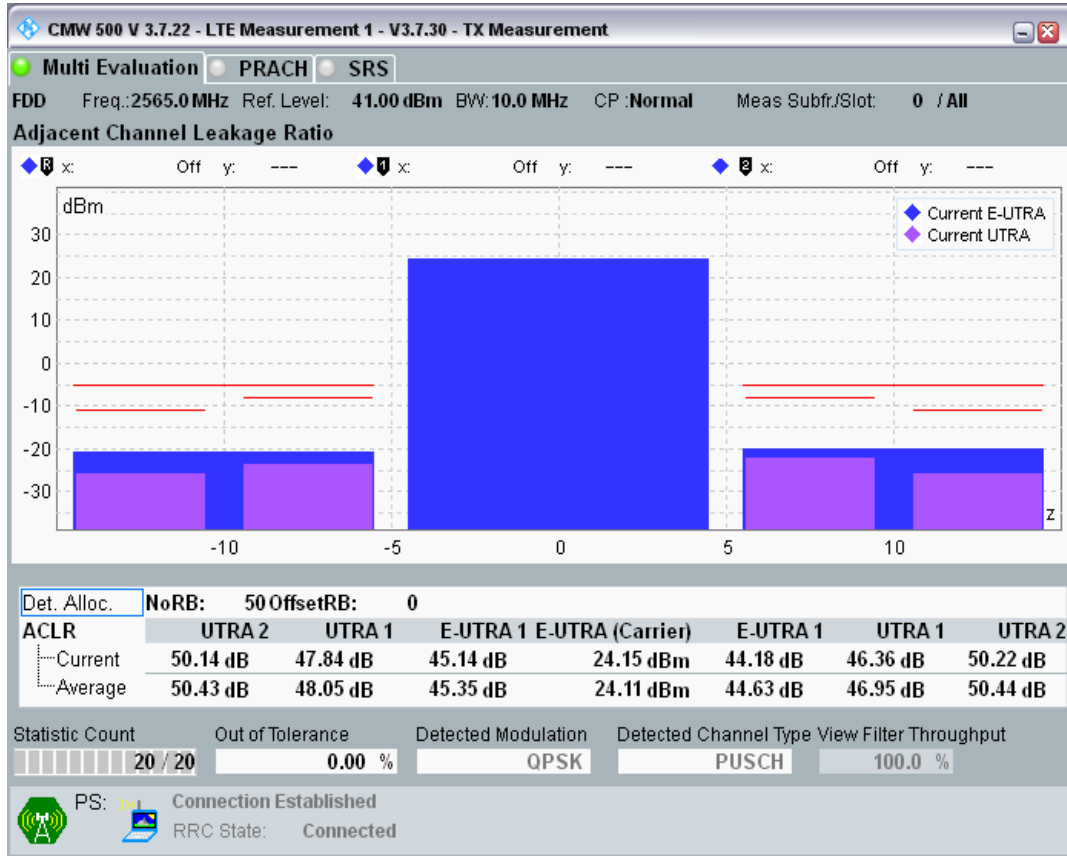 CMW 500 V 3.7.22 - LTE Measurement 1 - V3.7.30 - TX Measurement
Multi Evaluation PRACH SRS
FDD Freq.:2565.0 MHz Ref. Level: 41.00 dBm BW:10.0 MHz CP :Normal Meas Subfr./Slot: 0 / All
Adjacent Channel Leakage Ratio
R x: Off y: --- 1 x: Off y: --- 2 x: Off y: ---
dBm
Current E-UTRA
Current UTRA
30
20
10
0
-10
-20
-30
z
-10 -5 0 5 10
Det. Alloc. NoRB: 50 OffsetRB: 0
ACLR UTRA 2 UTRA 1 E-UTRA 1 E-UTRA (Carrier) E-UTRA 1 UTRA 1 UTRA 2
Current 50.14 dB 47.84 dB 45.14 dB 24.15 dBm 44.18 dB 46.36 dB 50.22 dB
Average 50.43 dB 48.05 dB 45.35 dB 24.11 dBm 44.63 dB 46.95 dB 50.44 dB
Statistic Count Out of Tolerance Detected Modulation Detected Channel Type View Filter Throughput
20 / 20 0.00 % QPSK PUSCH 100.0 %
PS: Connection Established
RRC State: Connected